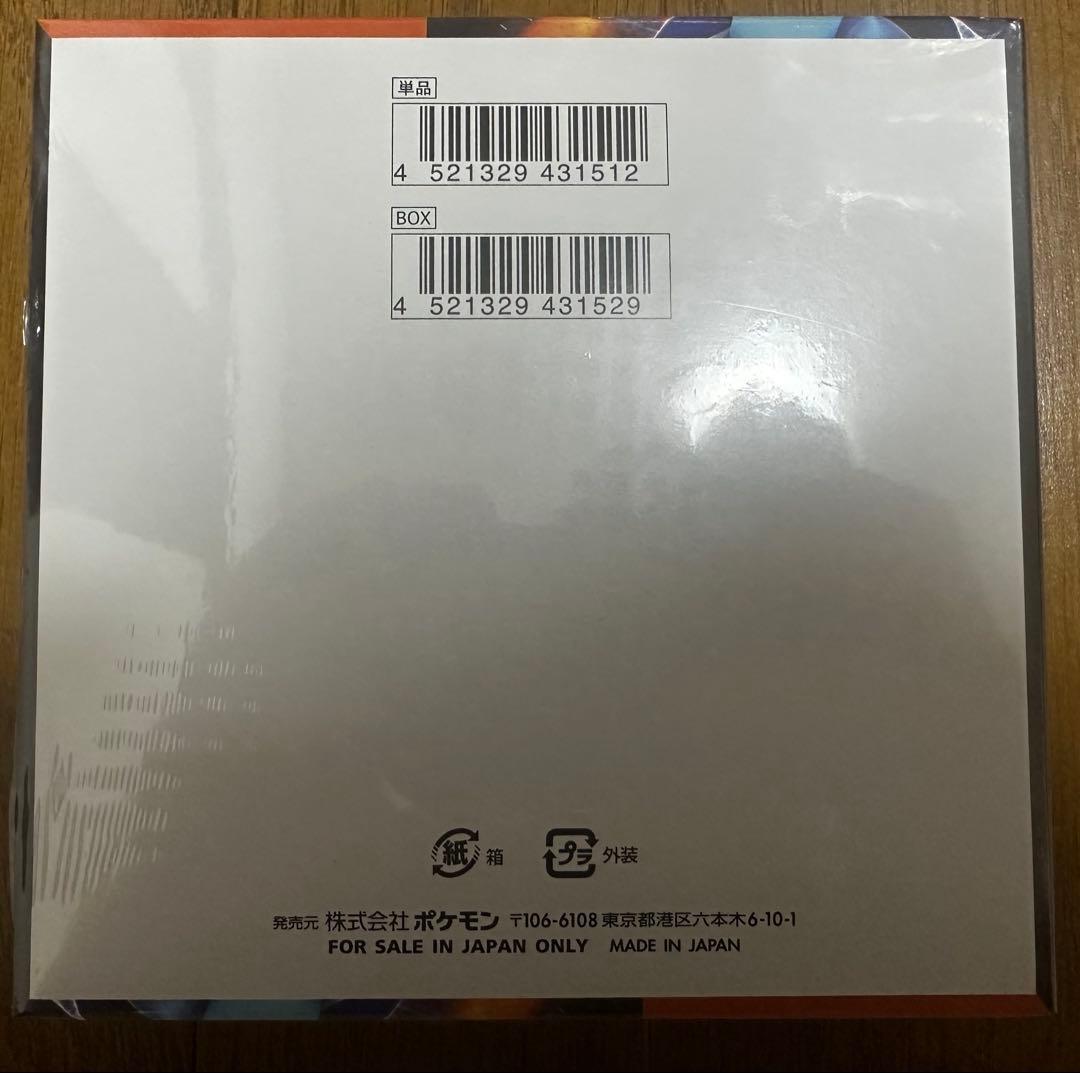 単品
4 521329 431512
BOX
4 521329 431529
紙 箱 プラ 外装
発売元 株式会社ポケモン 〒106-6108 東京都港区六本木6-10-1
FOR SALE IN JAPAN ONLY MADE IN JAPAN